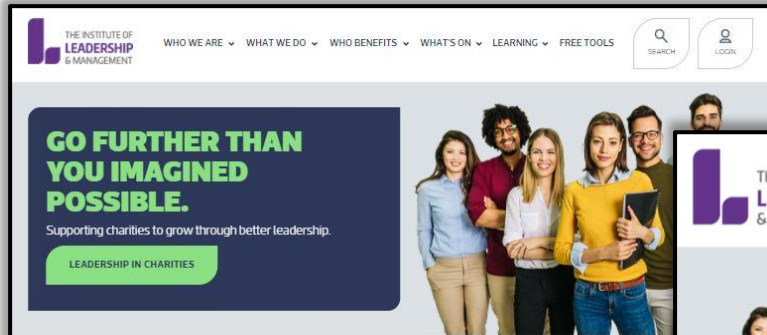 THE INSTITUTE OF
LEADERSHIP
& MANAGEMENT
WHO WE ARE WHAT WE DO WHO BENEFITS WHAT'S ON LEARNING FREE TOOLS
SEARCH LOGIN
GO FURTHER THAN
YOU IMAGINED
POSSIBLE.
Supporting charities to grow through better leadership.
LEADERSHIP IN CHARITIES